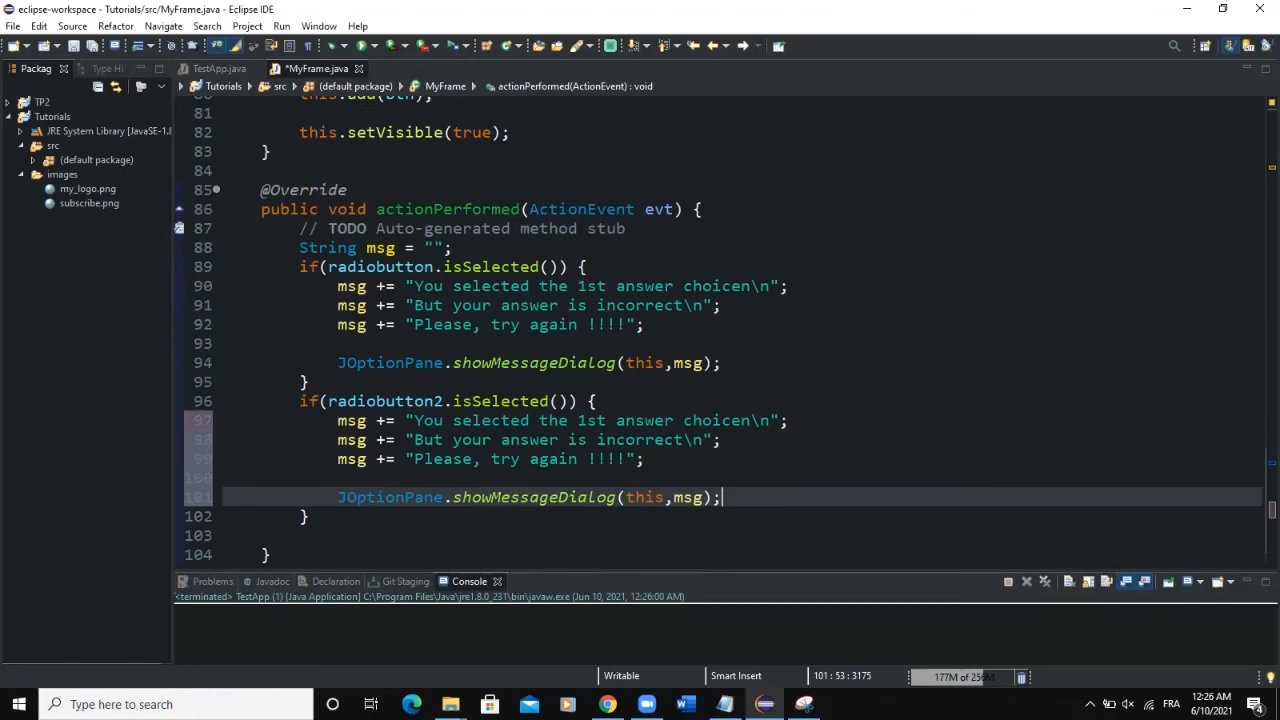 eclipse-workspace - Tutorials/src/MyFrame.java - Eclipse IDE
File Edit Source Refactor Navigate Search Project Run Window Help
Packag Type Hi TestApp.java *MyFrame.java
Tutorials src (default package) MyFrame actionPerformed(ActionEvent) : void
TP2
Tutorials
JRE System Library [JavaSE-1.
src
(default package)
images
my_logo.png
subscribe.png
80 this.add(btn);
81
82 this.setVisible(true);
83 }
84
85 @Override
86 public void actionPerformed(ActionEvent evt) {
87 // TODO Auto-generated method stub
88 String msg = "";
89 if(radiobutton.isSelected()) {
90 msg += "You selected the 1st answer choicen\n";
91 msg += "But your answer is incorrect\n";
92 msg += "Please, try again !!!!";
93
94 JOptionPane.showMessageDialog(this,msg);
95 }
96 if(radiobutton2.isSelected()) {
97 msg += "You selected the 1st answer choicen\n";
98 msg += "But your answer is incorrect\n";
99 msg += "Please, try again !!!!";
100
101 JOptionPane.showMessageDialog(this,msg);
102 }
103
104 }
Problems Javadoc Declaration Git Staging Console
<terminated> TestApp (1) [Java Application] C:\Program Files\Java\jre1.8.0_231\bin\javaw.exe (Jun 10, 2021, 12:26:00 AM)
Writable Smart Insert 101 : 53 : 3175 177M of 256M
Type here to search
FRA
12:26 AM
6/10/2021
4